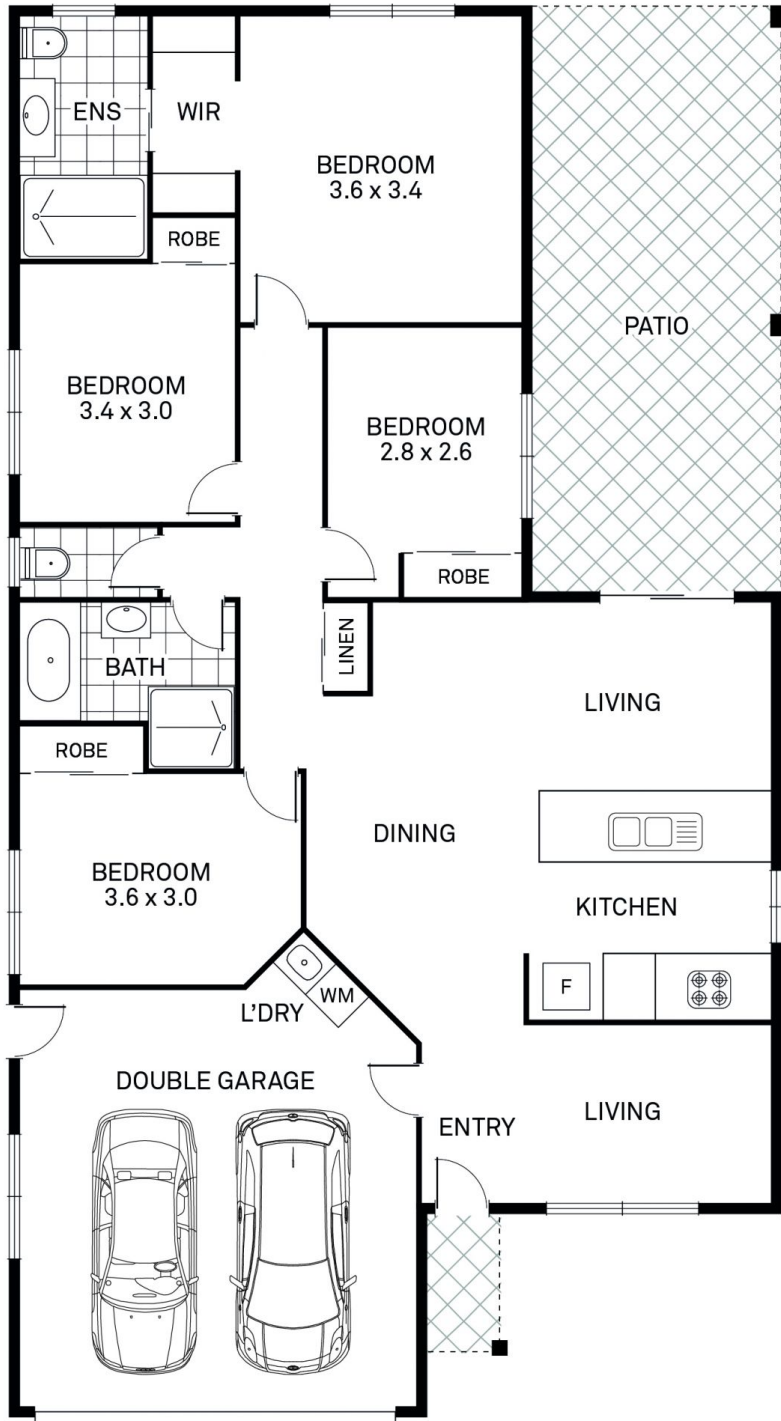 ENS
WIR
BEDROOM
3.6 x 3.4
ROBE
PATIO
BEDROOM
3.4 x 3.0
BEDROOM
2.8 x 2.6
ROBE
LINEN
BATH
LIVING
ROBE
DINING
BEDROOM
3.6 x 3.0
KITCHEN
F
WM
L'DRY
DOUBLE GARAGE
LIVING
ENTRY